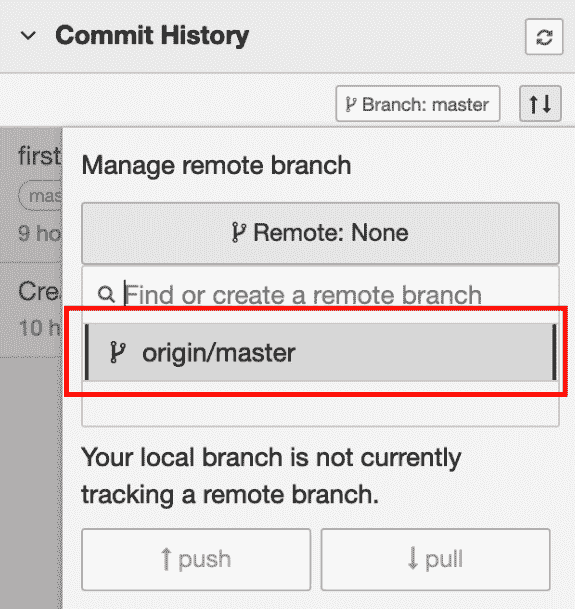 Commit History
Branch: master
first
mas
9 ho
Manage remote branch
Remote: None
Find or create a remote branch
Cre
10 h
origin/master
Your local branch is not currently
tracking a remote branch.
push
pull